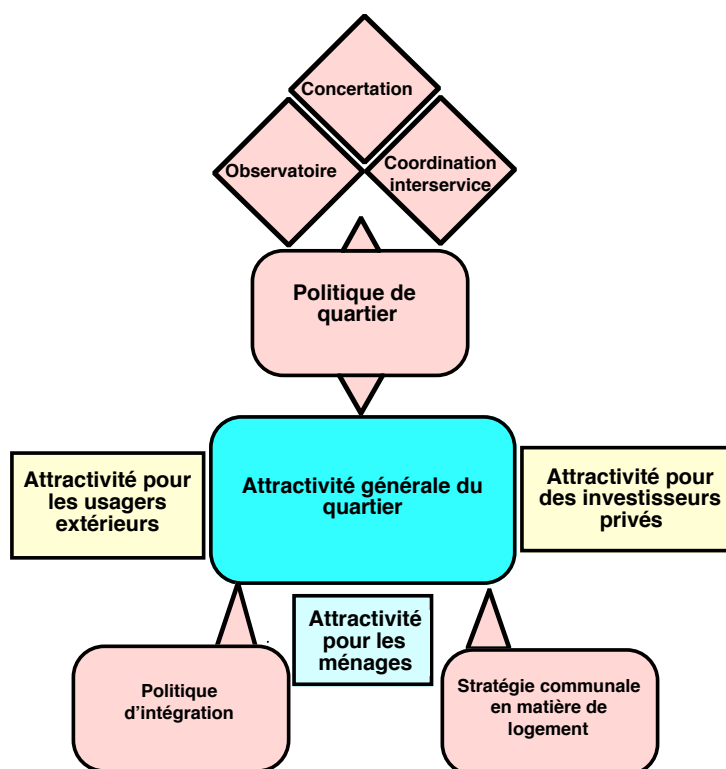 Concertation
Observatoire
Coordination
interservice
Politique de
quartier
Attractivité pour
les usagers
extérieurs
Attractivité générale du
quartier
Attractivité pour
des investisseurs
privés
Attractivité
pour les
ménages
Politique
d'intégration
Stratégie communale
en matière de
logement